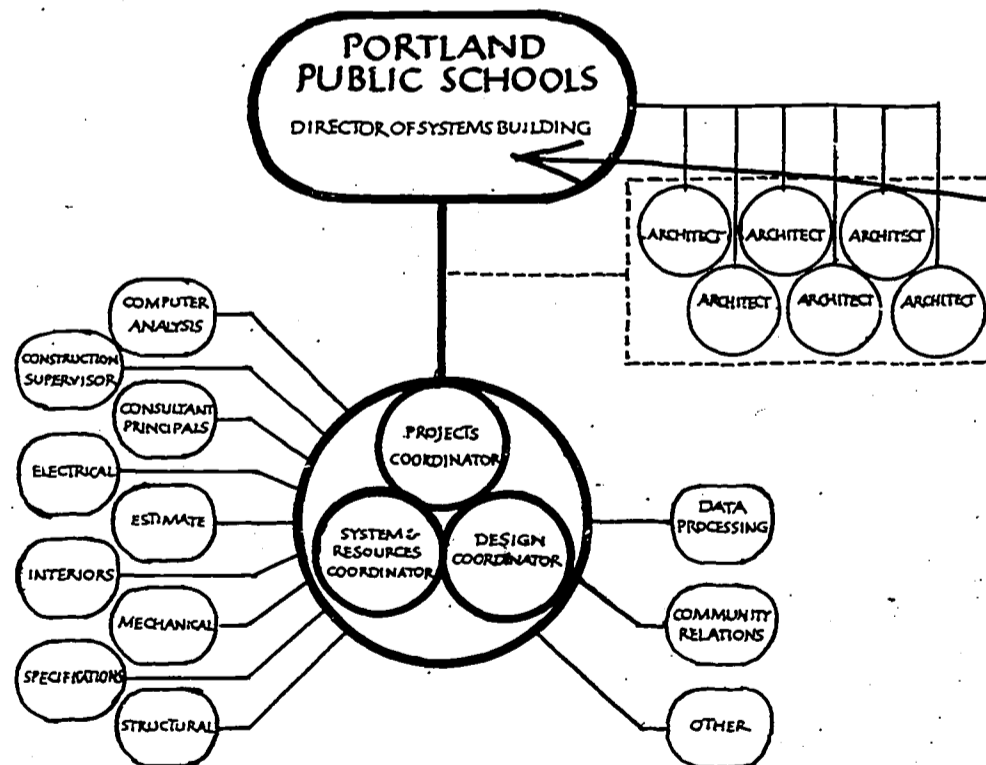 PORTLAND
PUBLIC SCHOOLS
DIRECTOR OF SYSTEMS BUILDING
ARCHITECT
ARCHITECT
ARCHITECT
ARCHITECT
ARCHITECT
ARCHITECT
COMPUTER
ANALYSIS
CONSTRUCTION
SUPERVISOR
CONSULTANT
PRINCIPALS
ELECTRICAL
ESTIMATE
INTERIORS
MECHANICAL
SPECIFICATIONS
STRUCTURAL
PROJECTS
COORDINATOR
SYSTEM &
RESOURCES
COORDINATOR
DESIGN
COORDINATOR
DATA
PROCESSING
COMMUNITY
RELATIONS
OTHER